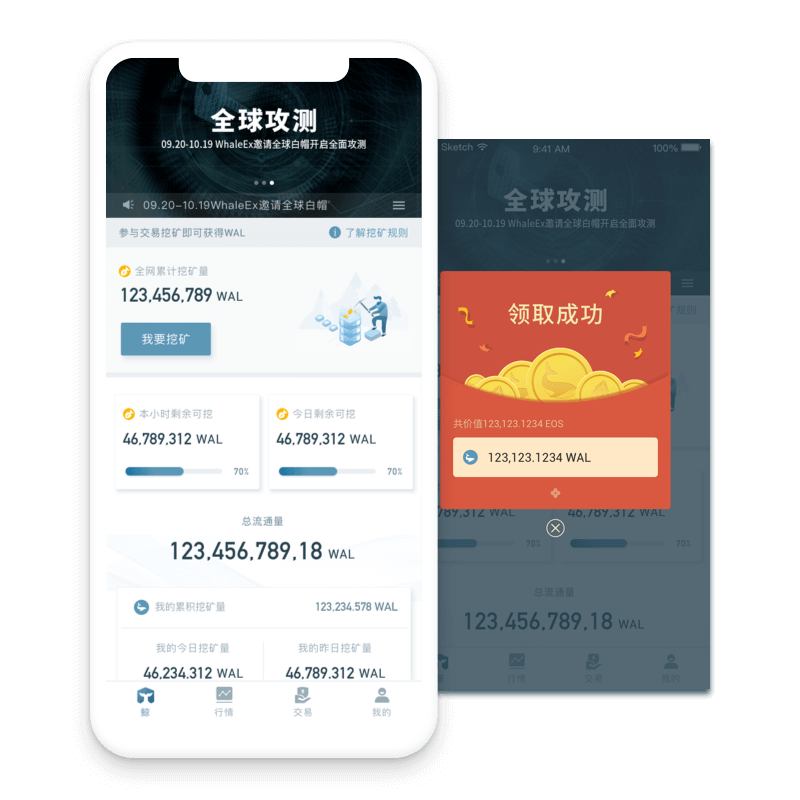 全球攻测
09.20-10.19 WhaleEx邀请全球白帽开启全面攻测
09.20-10.19WhaleEx邀请全球白帽
参与交易挖矿即可获得WAL
i 了解挖矿规则
全网累计挖矿量
123,456,789 WAL
我要挖矿
本小时剩余可挖
46,789,312 WAL
70%
今日剩余可挖
46,789,312 WAL
70%
总流通量
123,456,789,18 WAL
我的累积挖矿量
123,234.578 WAL
我的今日挖矿量
46,234,312 WAL
我的昨日挖矿量
46,789,312 WAL
鲸
行情
交易
我的
Sketch
9:41 AM
100%
全球攻测
09.20-10.19 WhaleEx邀请全球白帽开启全面攻测
规则
领取成功
共价值123,123.1234 EOS
123,123.1234 WAL
789,312 WAL
46,789,312 WAL
70%
70%
总流通量
123,456,789,18 WAL
行情
交易
我的